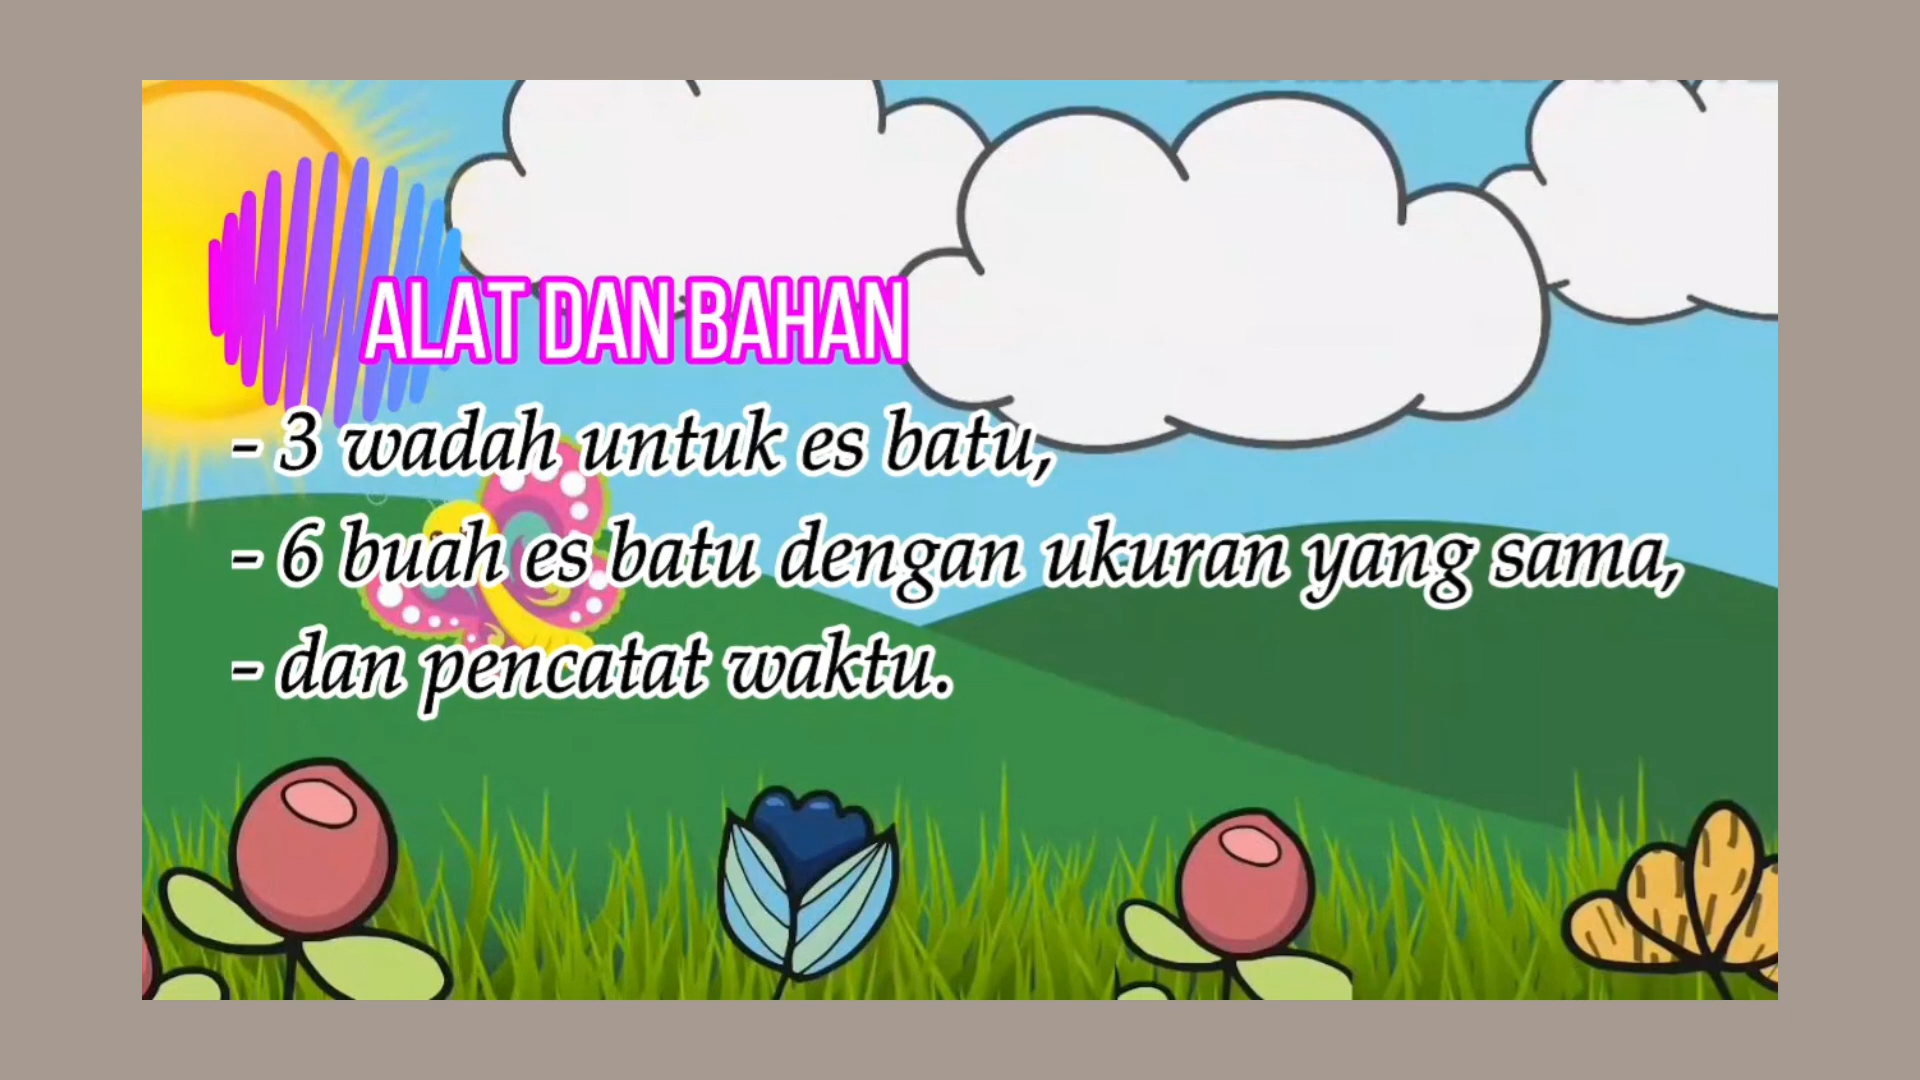 ALAT DAN BAHAN
- 3 wadah untuk es batu,
- 6 buah es batu dengan ukuran yang sama,
- dan pencatat waktu.